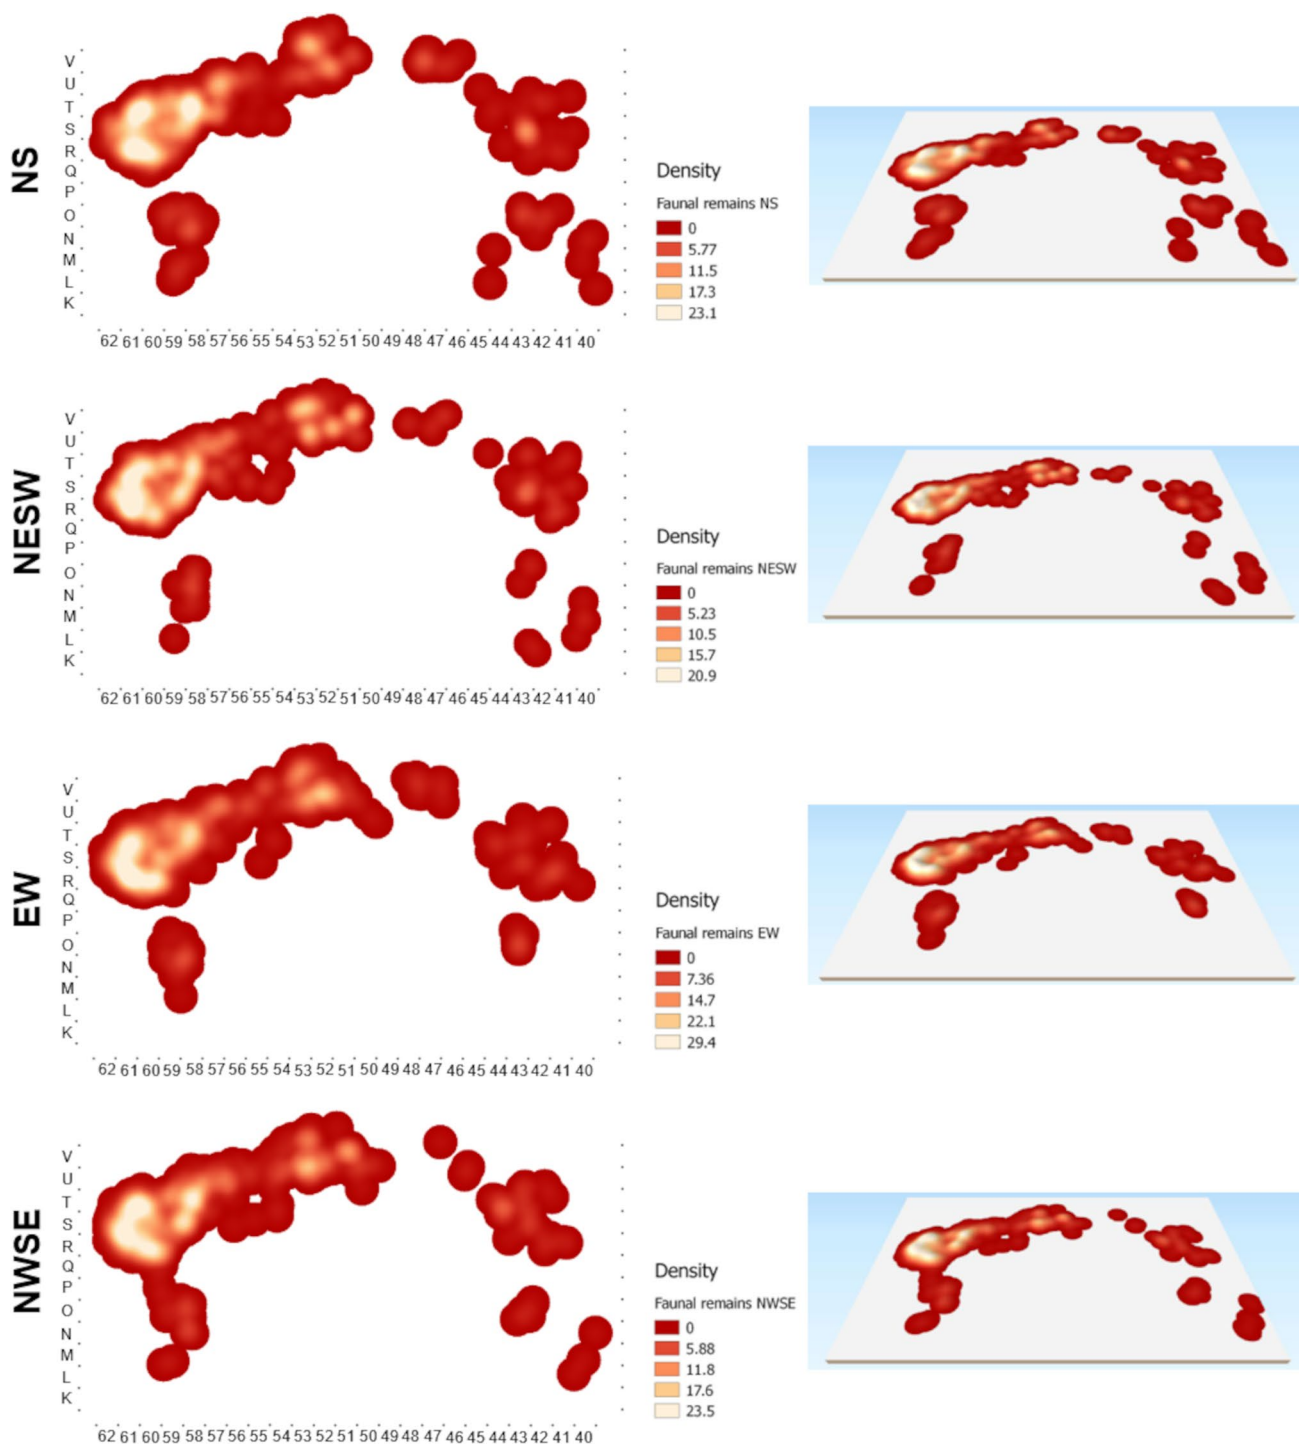 NS
V
U
T
S
R
Q
P
O
N
M
L
K
62 61 60 59 58 57 56 55 54 53 52 51 50 49 48 47 46 45 44 43 42 41 40
Density
Faunal remains NS
0
5.77
11.5
17.3
23.1
NESW
V
U
T
S
R
Q
P
O
N
M
L
K
62 61 60 59 58 57 56 55 54 53 52 51 50 49 48 47 46 45 44 43 42 41 40
Density
Faunal remains NESW
0
5.23
10.5
15.7
20.9
EW
V
U
T
S
R
Q
P
O
N
M
L
K
62 61 60 59 58 57 56 55 54 53 52 51 50 49 48 47 46 45 44 43 42 41 40
Density
Faunal remains EW
0
7.36
14.7
22.1
29.4
NWSE
V
U
T
S
R
Q
P
O
N
M
L
K
62 61 60 59 58 57 56 55 54 53 52 51 50 49 48 47 46 45 44 43 42 41 40
Density
Faunal remains NWSE
0
5.88
11.8
17.6
23.5